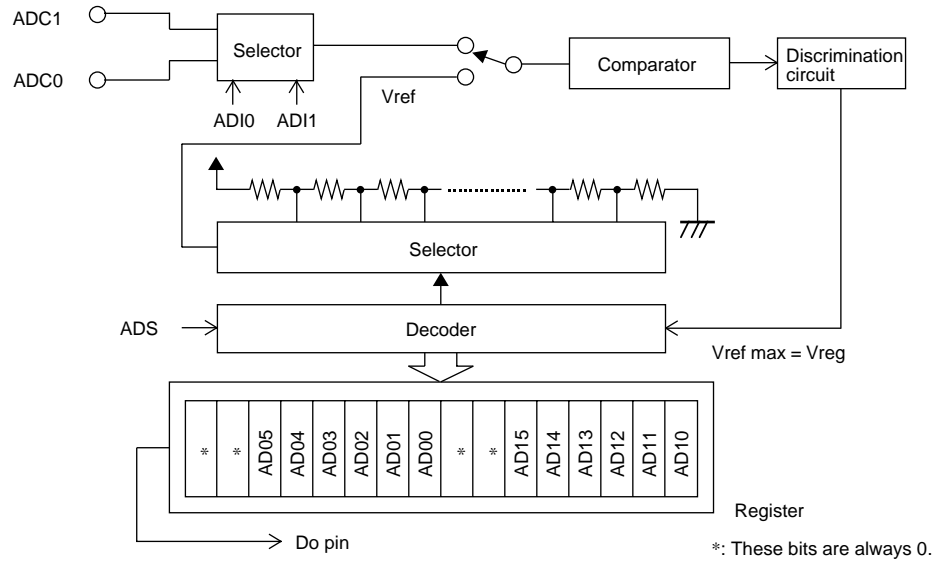 ADC1
Selector
Comparator
Discrimination
circuit
ADC0
Vref
ADI0 ADI1
Selector
ADS
Decoder
Vref max = Vreg
* * AD05 AD04 AD03 AD02 AD01 AD00 * * AD15 AD14 AD13 AD12 AD11 AD10
Register
Do pin
*: These bits are always 0.